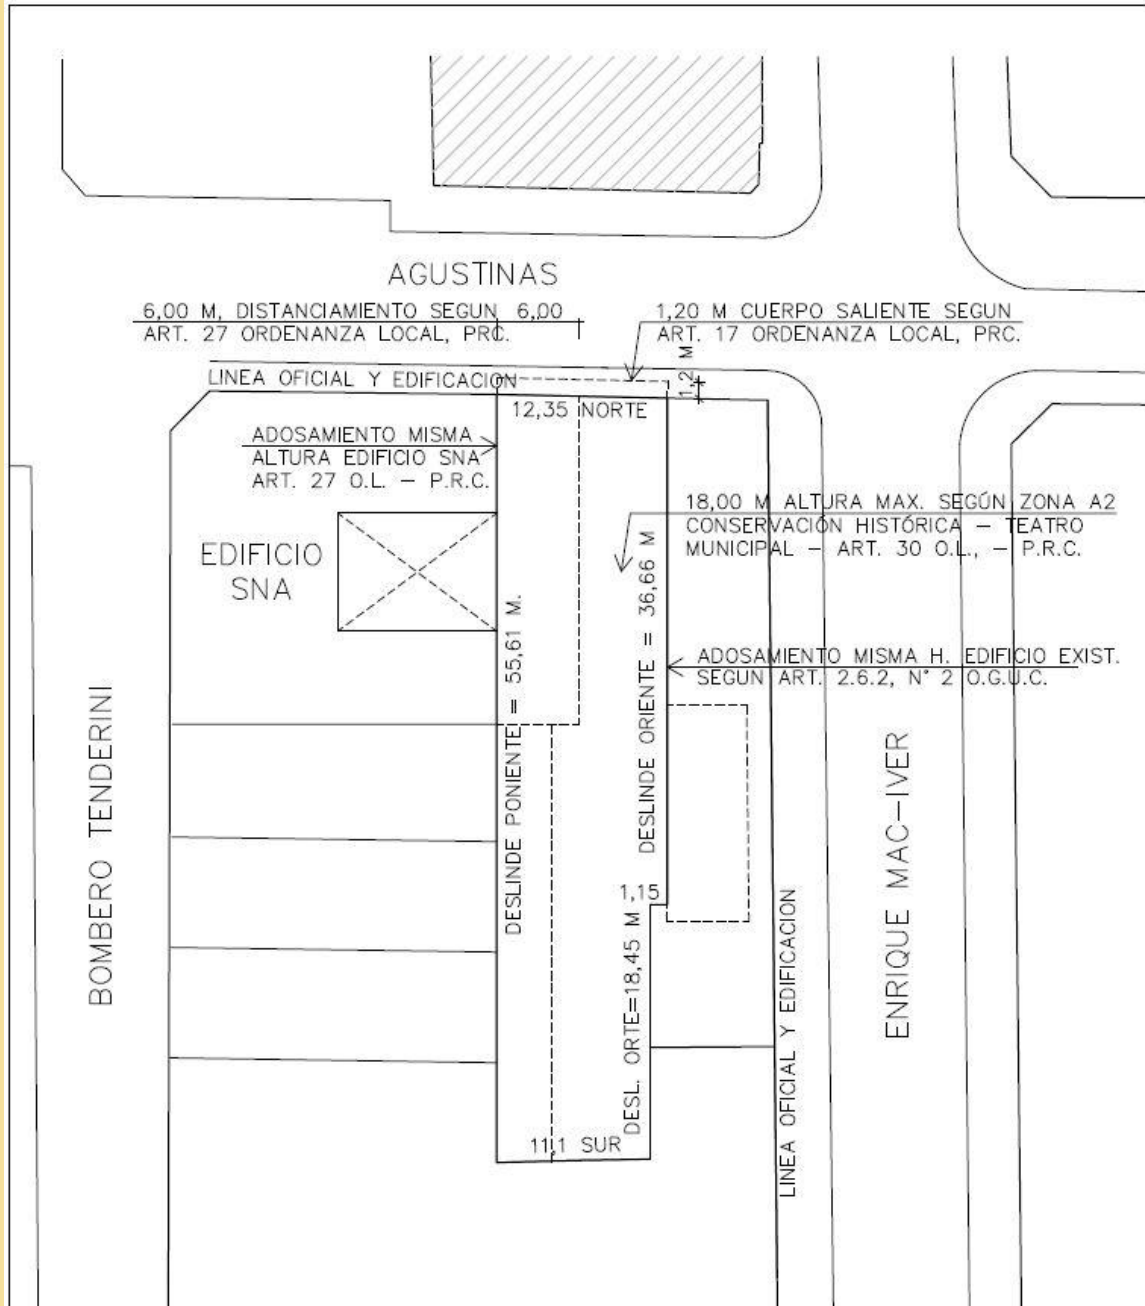 AGUSTINAS
6,00 M, DISTANCIAMIENTO SEGUN
ART. 27 ORDENANZA LOCAL, PRC.
6,00
1,20 M CUERPO SALIENTE SEGUN
ART. 17 ORDENANZA LOCAL, PRC.
1,2 M
LINEA OFICIAL Y EDIFICACION
12,35 NORTE
ADOSAMIENTO MISMA
ALTURA EDIFICIO SNA
ART. 27 O.L. — P.R.C.
18,00 M ALTURA MAX. SEGÚN ZONA A2
CONSERVACIÓN HISTÓRICA — TEATRO
MUNICIPAL — ART. 30 O.L., — P.R.C.
EDIFICIO
SNA
DESLINDE PONIENTE = 55,61 M.
DESLINDE ORIENTE = 36,66 M
ADOSAMIENTO MISMA H. EDIFICIO EXIST.
SEGUN ART. 2.6.2, N° 2 O.G.U.C.
BOMBERO TENDERINI
ENRIQUE MAC—IVER
1,15
DESL. ORTE=18,45 M
LINEA OFICIAL Y EDIFICACION
11,1 SUR